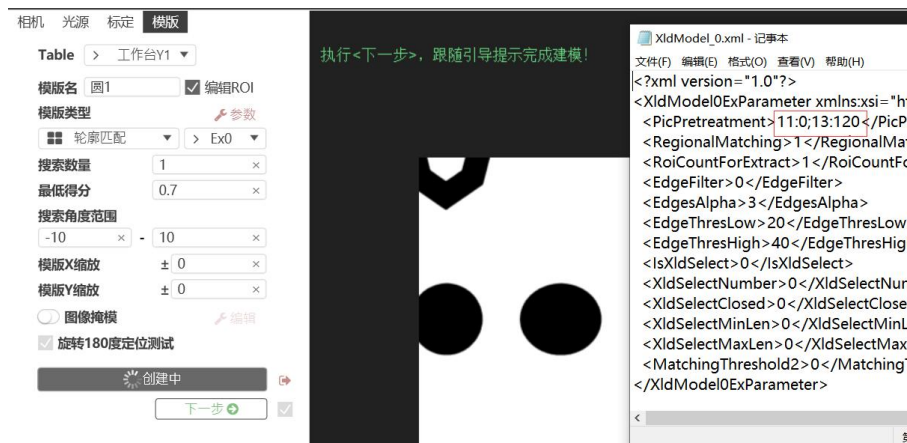 相机 光源 标定 模版
Table > 工作台Y1 ▼
模版名 圆1 编辑ROI
模版类型 参数
轮廓匹配 ▼ > Ex0 ▼
搜索数量 1 ×
最低得分 0.7 ×
搜索角度范围
-10 × - 10 ×
模版X缩放 ± 0 ×
模版Y缩放 ± 0 ×
图像掩模 编辑
旋转180度定位测试
创建中
下一步
执行<下一步>，跟随引导提示完成建模！
XldModel_0.xml - 记事本
文件(F) 编辑(E) 格式(O) 查看(V) 帮助(H)
<?xml version="1.0"?>
<XldModel0ExParameter xmlns:xsi="ht
<PicPretreatment>11:0;13:120</PicP
<RegionalMatching>1</RegionalMat
<RoiCountForExtract>1</RoiCountFo
<EdgeFilter>0</EdgeFilter>
<EdgesAlpha>3</EdgesAlpha>
<EdgeThresLow>20</EdgeThresLow
<EdgeThresHigh>40</EdgeThresHig
<IsXldSelect>0</IsXldSelect>
<XldSelectNumber>0</XldSelectNur
<XldSelectClosed>0</XldSelectClose
<XldSelectMinLen>0</XldSelectMinL
<XldSelectMaxLen>0</XldSelectMax
<MatchingThreshold2>0</Matching
</XldModel0ExParameter>